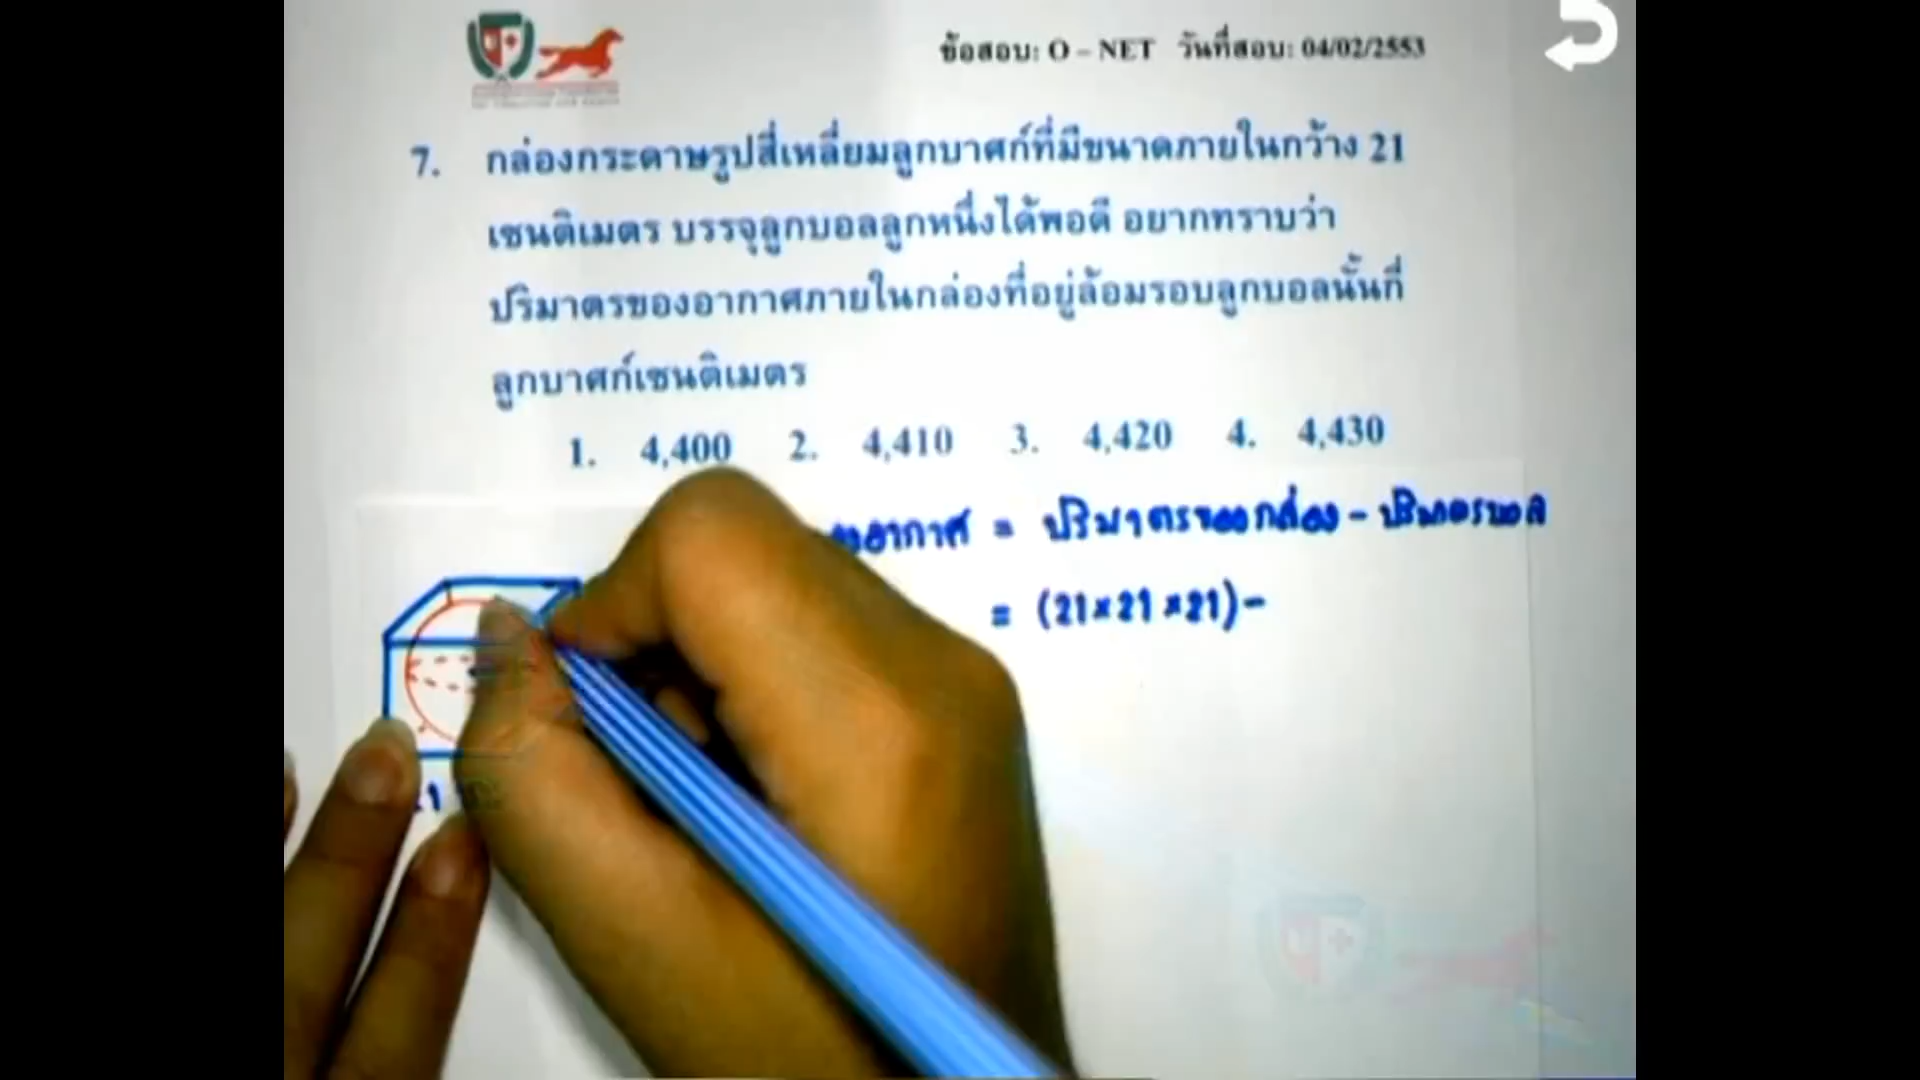 ข้อสอบ: O – NET วันที่สอบ: 04/02/2553
7. กล่องกระดาษรูปสี่เหลี่ยมลูกบาศก์ที่มีขนาดภายในกว้าง 21
เซนติเมตร บรรจุลูกบอลลูกหนึ่งได้พอดี อยากทราบว่า
ปริมาตรของอากาศภายในกล่องที่อยู่ล้อมรอบลูกบอลนั้นกี่
ลูกบาศก์เซนติเมตร
1. 4,400 2. 4,410 3. 4,420 4. 4,430
อากาศ = ปริมาตรของกล่อง - ปริมาตรบอล
= (21×21×21) -